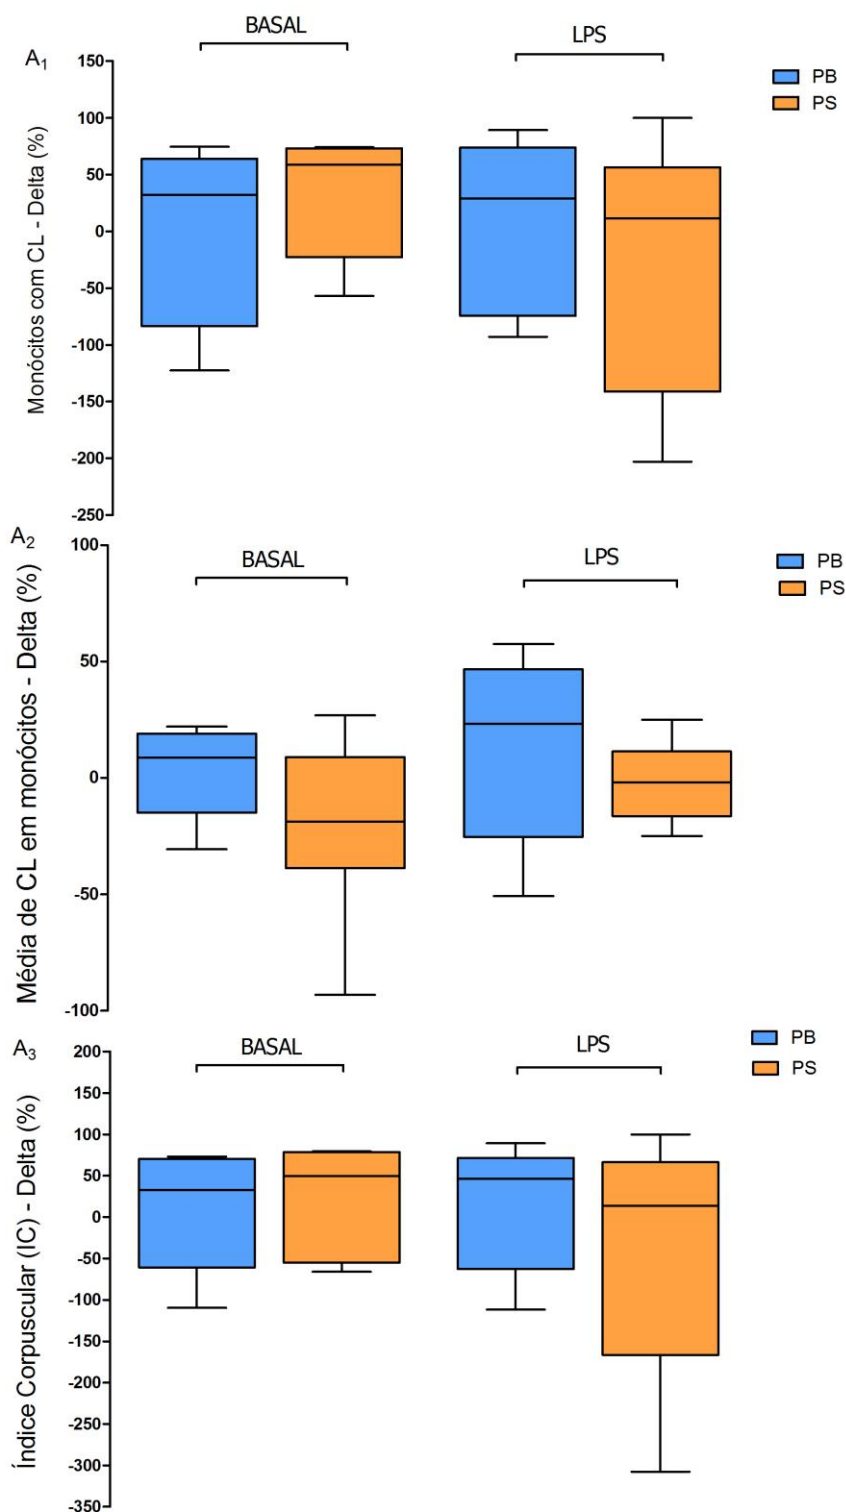 A1
BASAL
LPS
PB
PS
Monócitos com CL - Delta (%)
150
100
50
0
-50
-100
-150
-200
-250
A2
BASAL
LPS
PB
PS
Média de CL em monócitos - Delta (%)
100
50
0
-50
-100
A3
BASAL
LPS
PB
PS
Índice Corpuscular (IC) - Delta (%)
200
150
100
50
0
-50
-100
-150
-200
-250
-300
-350